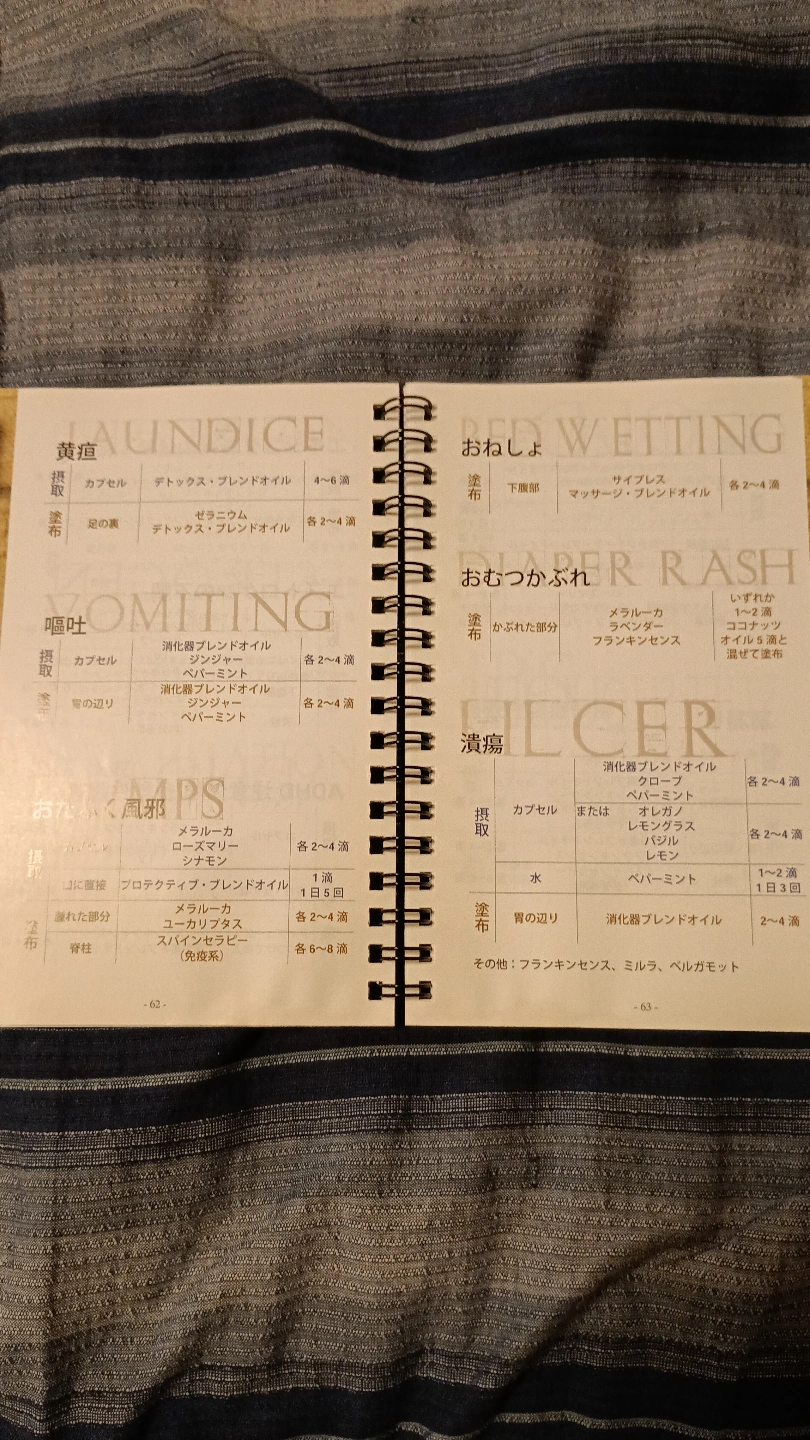 JAUNDICE
黄疸
摂取 カプセル デトックス・ブレンドオイル 4〜6 滴
塗布 足の裏 ゼラニウム
デトックス・ブレンドオイル 各 2〜4 滴
VOMITING
嘔吐
摂取 カプセル 消化器ブレンドオイル
ジンジャー
ペパーミント 各 2〜4 滴
塗布 胃の辺り 消化器ブレンドオイル
ジンジャー
ペパーミント 各 2〜4 滴
MUMPS
おたふく風邪
摂取 カプセル メラルーカ
ローズマリー
シナモン 各 2〜4 滴
口に直接 プロテクティブ・ブレンドオイル 1 滴
1 日 5 回
塗布 腫れた部分 メラルーカ
ユーカリプタス 各 2〜4 滴
脊柱 スパインセラピー
(免疫系) 各 6〜8 滴
- 62 -
BED WETTING
おねしょ
塗布 下腹部 サイプレス
マッサージ・ブレンドオイル 各 2〜4 滴
DIAPER RASH
おむつかぶれ
塗布 かぶれた部分 メラルーカ
ラベンダー
フランキンセンス
いずれか
1〜2 滴
ココナッツ
オイル 5 滴と
混ぜて塗布
ULCER
潰瘍
摂取 カプセル 消化器ブレンドオイル
クローブ
ペパーミント 各 2〜4 滴
または オレガノ
レモングラス
バジル
レモン 各 2〜4 滴
水 ペパーミント 1〜2 滴
1 日 3 回
塗布 胃の辺り 消化器ブレンドオイル 2〜4 滴
その他：フランキンセンス、ミルラ、ベルガモット
- 63 -